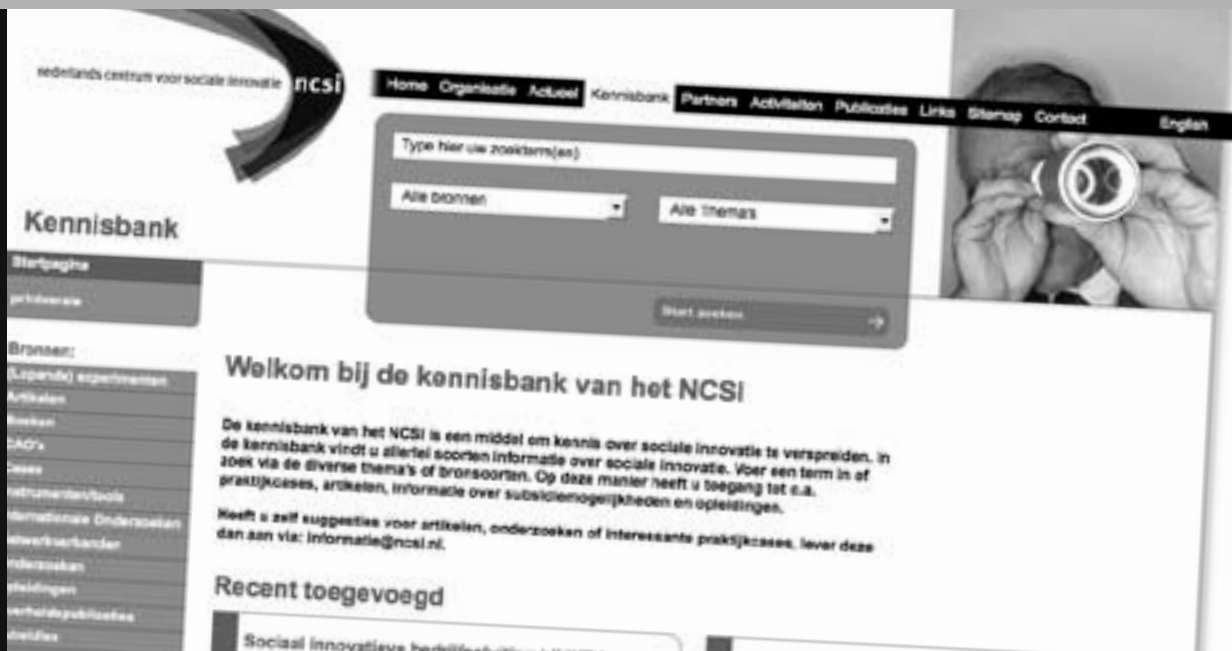 nederlands centrum voor sociale innovatie ncsi
Home Organisatie Actueel Kennisbank Partners Activiteiten Publicaties Links Sitemap Contact English
Type hier uw zoekterm(en)
Alle bronnen
Alle Thema's
Start zoeken
Kennisbank
Startpagina
printversie
Bronnen:
(Lopende) experimenten
Artikelen
Boeken
CAO's
Cases
Instrumenten/tools
Internationale Onderzoeken
Netwerkverbanden
Onderzoeken
Opleidingen
Overheidspublicaties
Subsidies
Welkom bij de kennisbank van het NCSI
De kennisbank van het NCSI is een middel om kennis over sociale innovatie te verspreiden. In
de kennisbank vindt u allerlei soorten informatie over sociale innovatie. Voer een term in of
zoek via de diverse thema's of bronsoorten. Op deze manier heeft u toegang tot o.a.
praktijkcases, artikelen, informatie over subsidiemogelijkheden en opleidingen.
Heeft u zelf suggesties voor artikelen, onderzoeken of interessante praktijkcases, lever deze
dan aan via: informatie@ncsi.nl.
Recent toegevoegd
Sociaal innovatieve